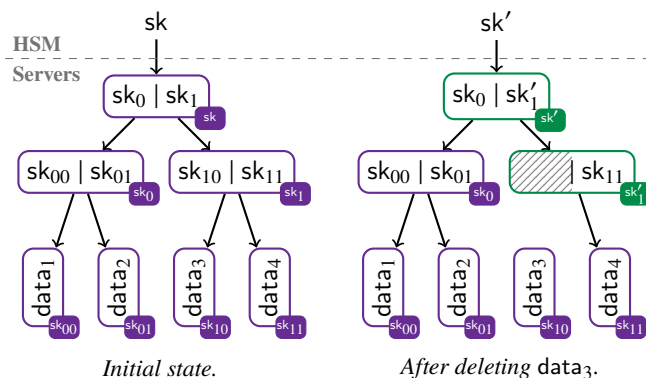 sk sk′
HSM
Servers
sk₀ | sk₁ sk₀ | sk′₁
sk sk′
sk₀₀ | sk₀₁ sk₁₀ | sk₁₁ sk₀₀ | sk₀₁ | sk₁₁
sk₀ sk₁ sk₀ sk′₁
data₁ data₂ data₃ data₄ data₁ data₂ data₃ data₄
sk₀₀ sk₀₁ sk₁₀ sk₁₁ sk₀₀ sk₀₁ sk₁₀ sk₁₁
Initial state. After deleting data₃.